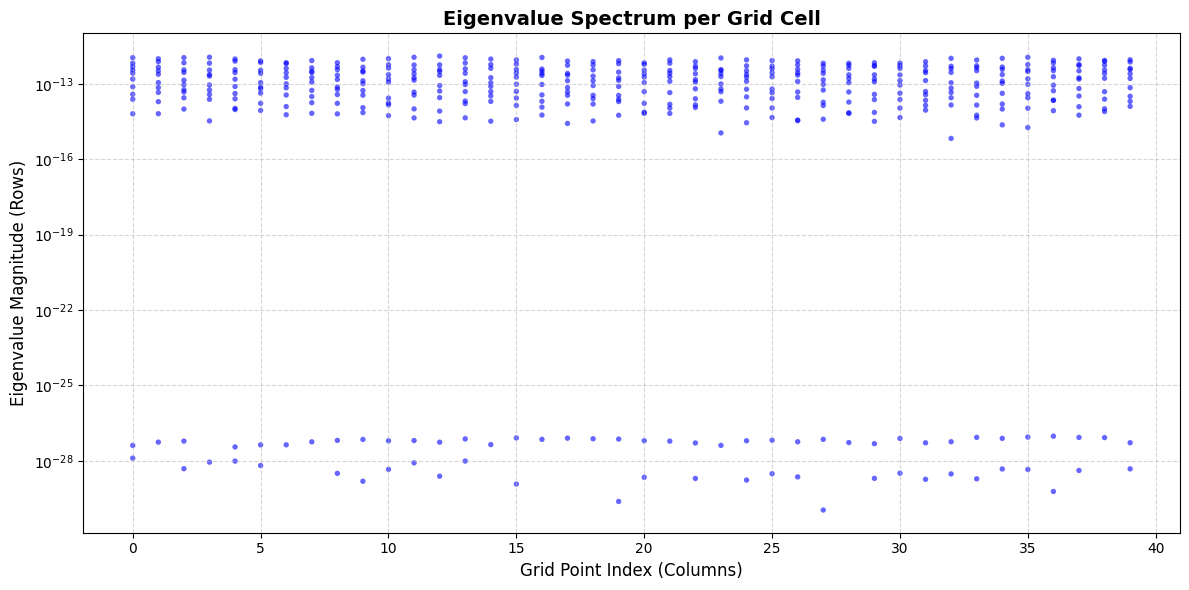 Eigenvalue Spectrum per Grid Cell
Eigenvalue Magnitude (Rows)
10⁻¹³
10⁻¹⁶
10⁻¹⁹
10⁻²²
10⁻²⁵
10⁻²⁸
0 5 10 15 20 25 30 35 40
Grid Point Index (Columns)